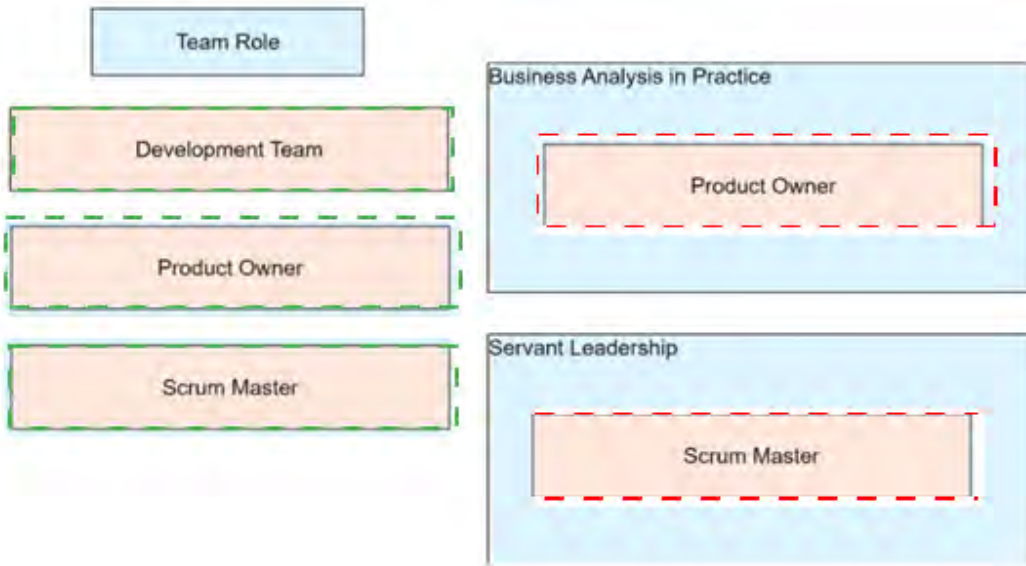 Team Role
Development Team
Product Owner
Scrum Master
Business Analysis in Practice
Product Owner
Servant Leadership
Scrum Master